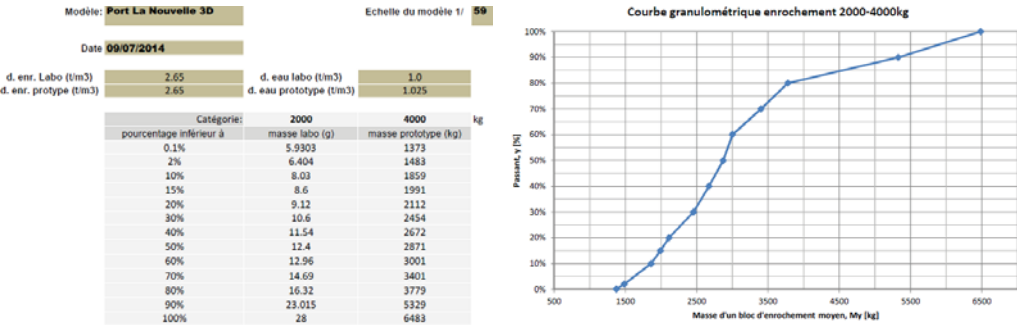 Modèle: Port La Nouvelle 3D Echelle du modèle 1/ 59
Date 09/07/2014
d. enr. Labo (t/m3) 2.65 d. eau labo (t/m3) 1.0
d. enr. protype (t/m3) 2.65 d. eau prototype (t/m3) 1.025
Catégorie: 2000 4000 kg
pourcentage inférieur à masse labo (g) masse prototype (kg)
0.1% 5.9303 1373
2% 6.404 1483
10% 8.03 1859
15% 8.6 1991
20% 9.12 2112
30% 10.6 2454
40% 11.54 2672
50% 12.4 2871
60% 12.96 3001
70% 14.69 3401
80% 16.32 3779
90% 23.015 5329
100% 28 6483
Courbe granulométrique enrochement 2000-4000kg
Passant, y [%]
100%
90%
80%
70%
60%
50%
40%
30%
20%
10%
0%
500 1500 2500 3500 4500 5500 6500
Masse d'un bloc d'enrochement moyen, My [kg]